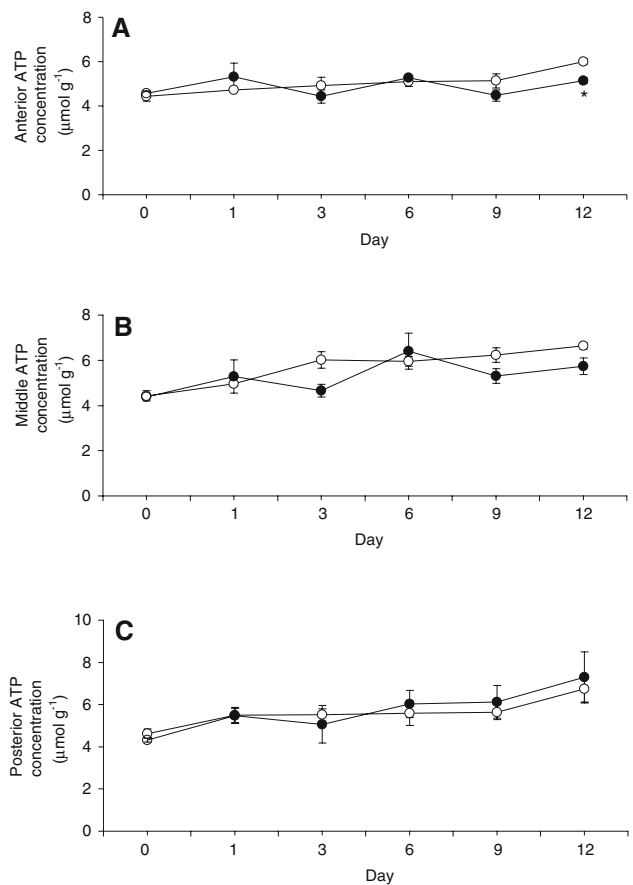 A
Anterior ATP
concentration
(μmol g⁻¹)
8
6
4
2
0
*
0 1 3 6 9 12
Day
B
Middle ATP
concentration
(μmol g⁻¹)
8
6
4
2
0
0 1 3 6 9 12
Day
C
Posterior ATP
concentration
(μmol g⁻¹)
10
8
6
4
2
0
0 1 3 6 9 12
Day